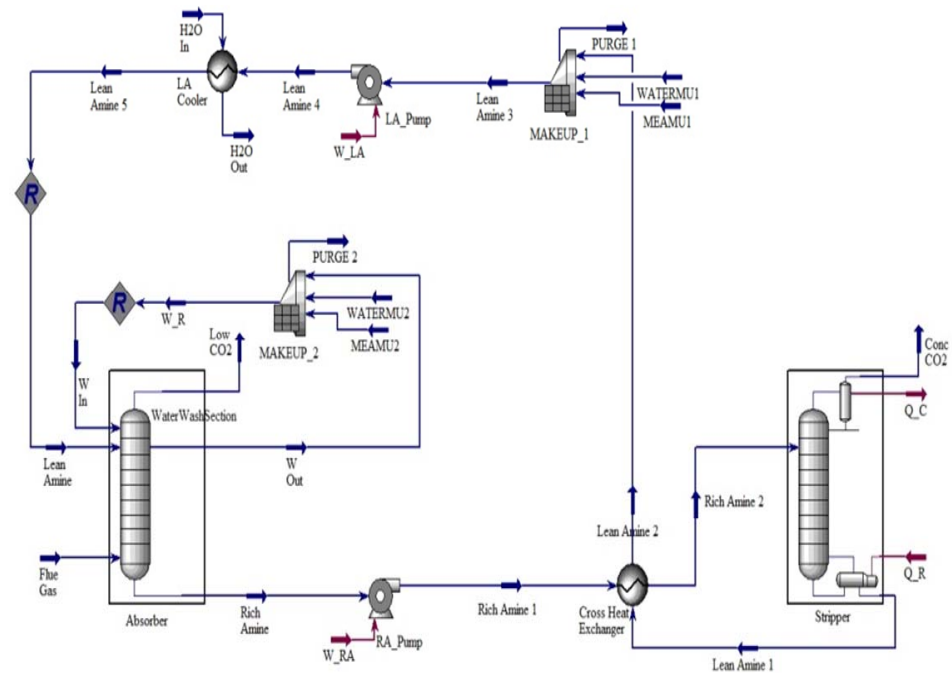 H2O
In
PURGE 1
WATERMU1
MEAMU1
MAKEUP_1
Lean
Amine 5
LA
Cooler
Lean
Amine 4
LA_Pump
Lean
Amine 3
W_LA
H2O
Out
R
PURGE 2
R
W_R
WATERMU2
MEAMU2
MAKEUP_2
Low
CO2
W
In
WaterWashSection
Conc
CO2
Q_C
Lean
Amine
W
Out
Lean Amine 2
Rich Amine 2
Flue
Gas
Q_R
Absorber
Rich
Amine
RA_Pump
W_RA
Rich Amine 1
Cross Heat
Exchanger
Stripper
Lean Amine 1